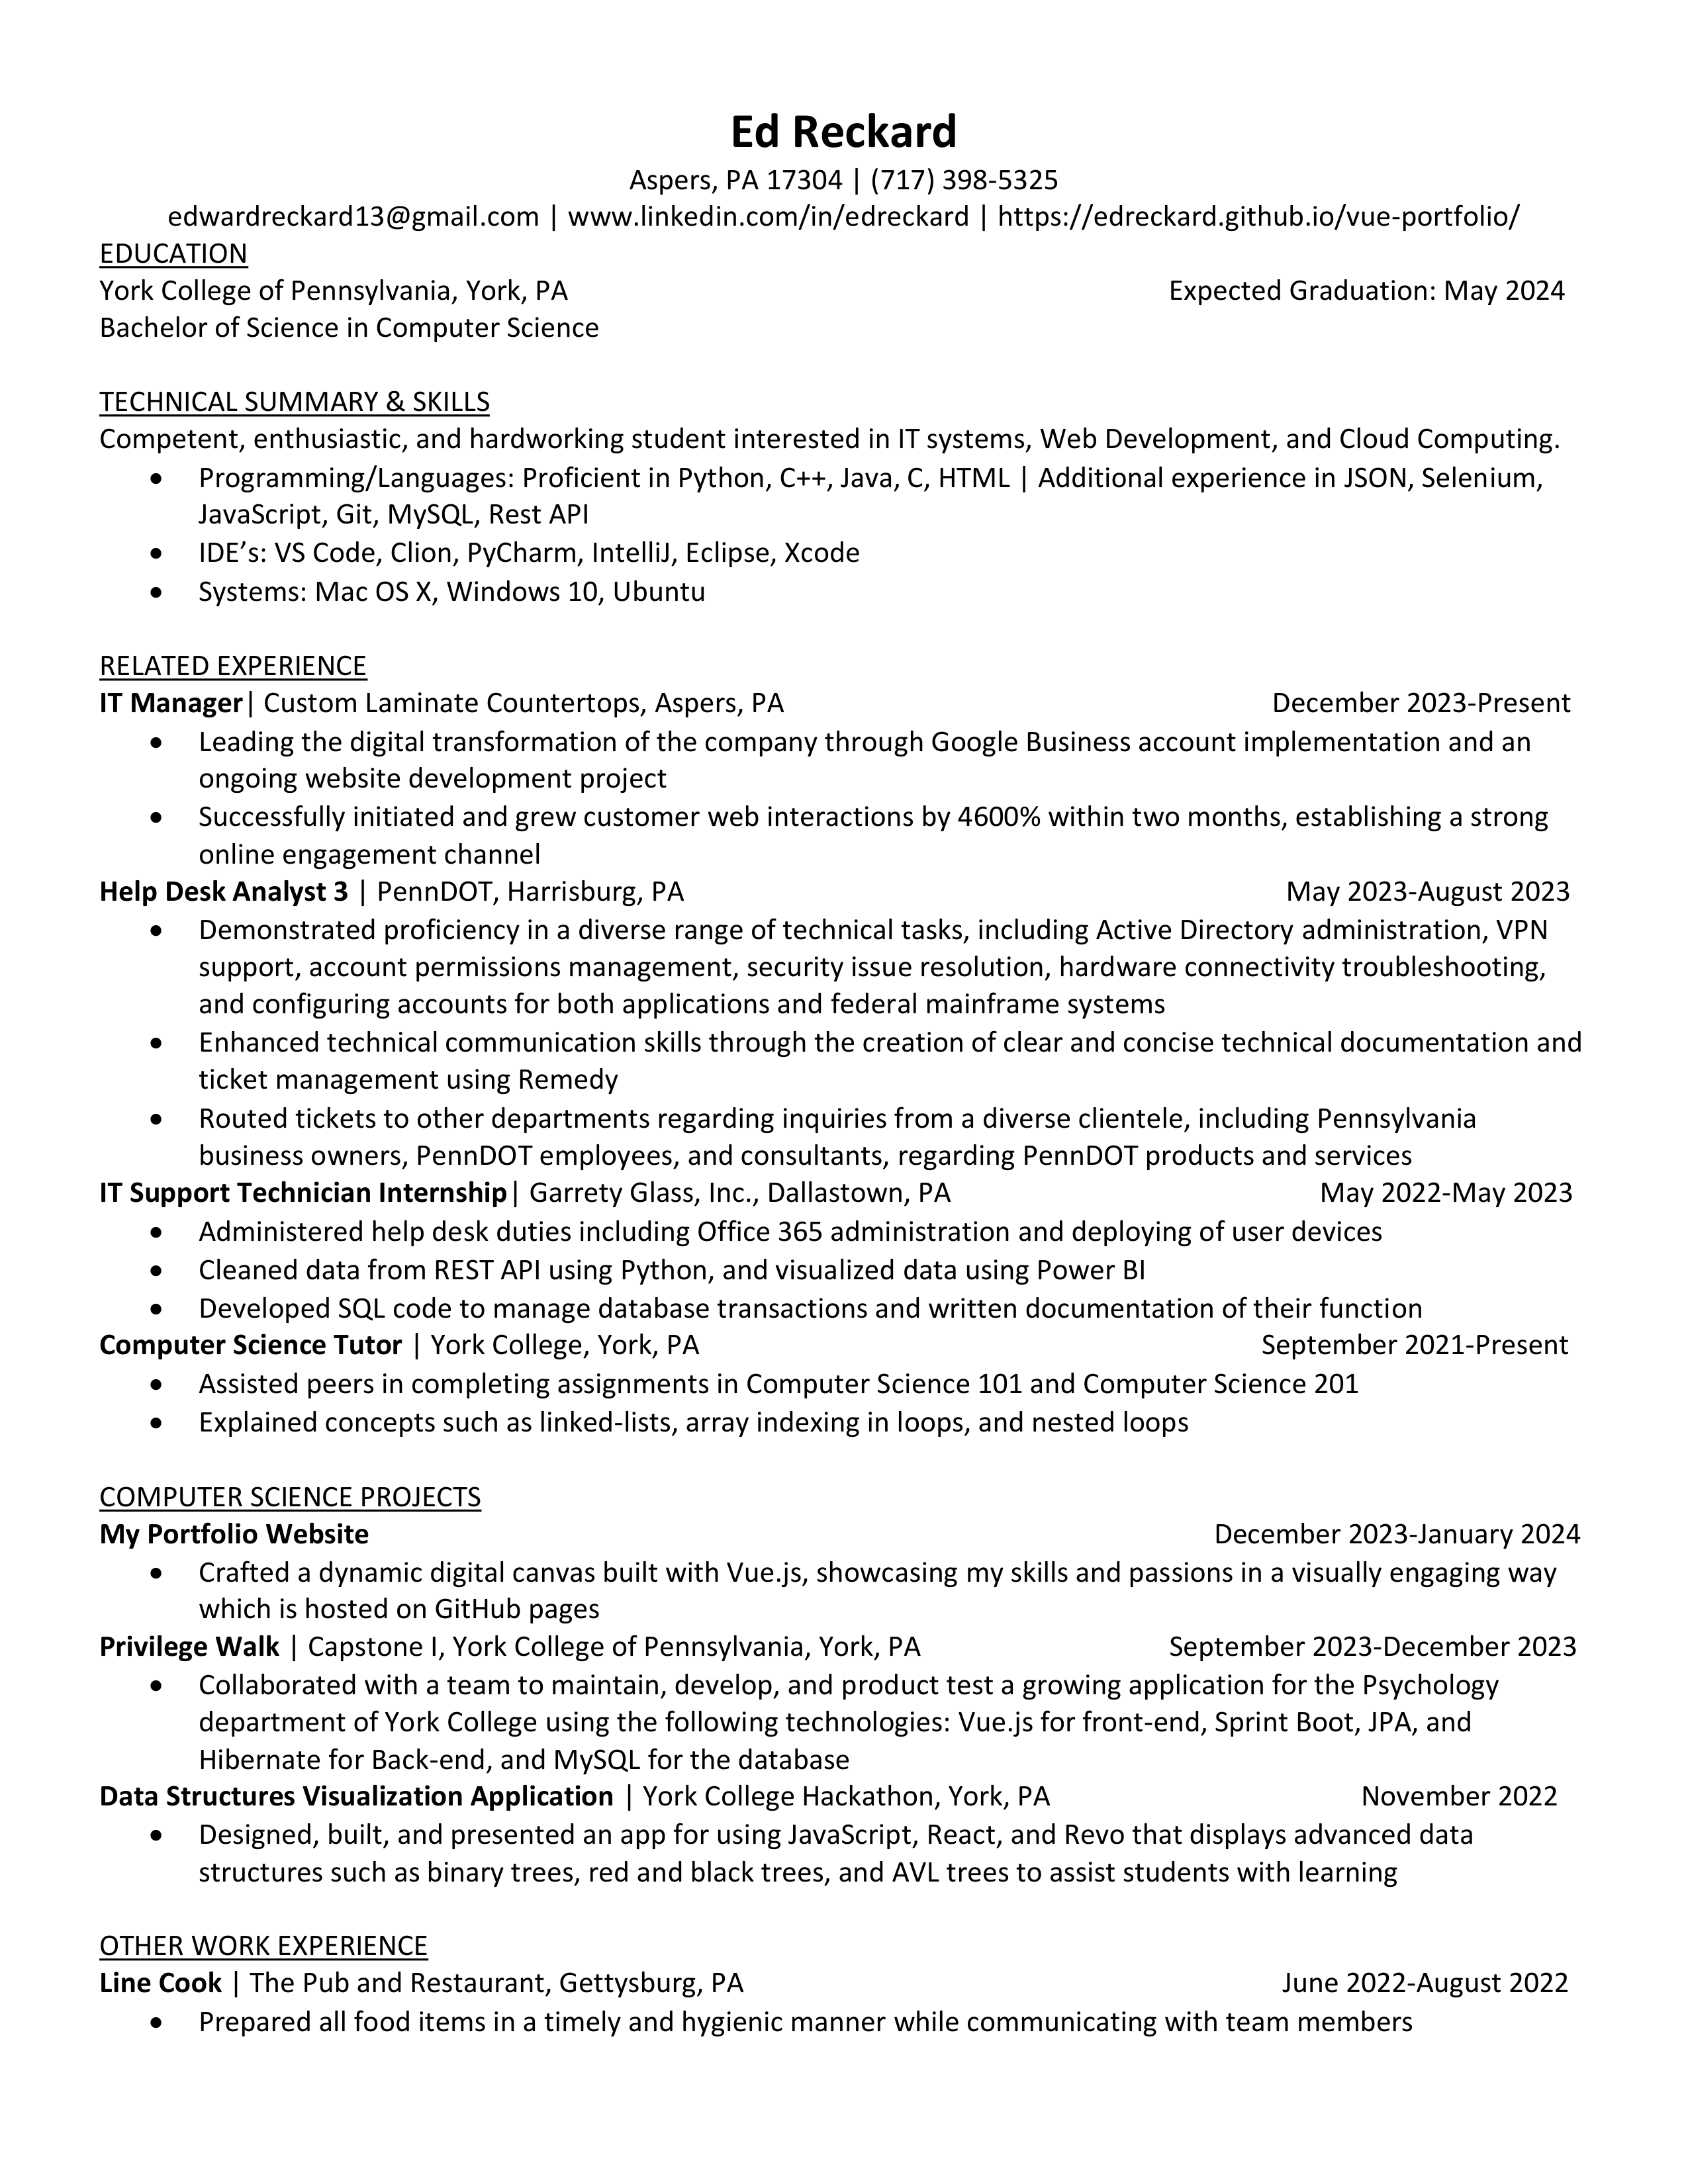 Ed Reckard
Aspers, PA 17304 | (717) 398-5325
edwardreckard13@gmail.com | www.linkedin.com/in/edreckard | https://edreckard.github.io/vue-portfolio/
EDUCATION
York College of Pennsylvania, York, PA Expected Graduation: May 2024
Bachelor of Science in Computer Science
TECHNICAL SUMMARY & SKILLS
Competent, enthusiastic, and hardworking student interested in IT systems, Web Development, and Cloud Computing.
• Programming/Languages: Proficient in Python, C++, Java, C, HTML | Additional experience in JSON, Selenium,
JavaScript, Git, MySQL, Rest API
• IDE’s: VS Code, Clion, PyCharm, IntelliJ, Eclipse, Xcode
• Systems: Mac OS X, Windows 10, Ubuntu
RELATED EXPERIENCE
IT Manager| Custom Laminate Countertops, Aspers, PA December 2023-Present
• Leading the digital transformation of the company through Google Business account implementation and an
ongoing website development project
• Successfully initiated and grew customer web interactions by 4600% within two months, establishing a strong
online engagement channel
Help Desk Analyst 3 | PennDOT, Harrisburg, PA May 2023-August 2023
• Demonstrated proficiency in a diverse range of technical tasks, including Active Directory administration, VPN
support, account permissions management, security issue resolution, hardware connectivity troubleshooting,
and configuring accounts for both applications and federal mainframe systems
• Enhanced technical communication skills through the creation of clear and concise technical documentation and
ticket management using Remedy
• Routed tickets to other departments regarding inquiries from a diverse clientele, including Pennsylvania
business owners, PennDOT employees, and consultants, regarding PennDOT products and services
IT Support Technician Internship| Garrety Glass, Inc., Dallastown, PA May 2022-May 2023
• Administered help desk duties including Office 365 administration and deploying of user devices
• Cleaned data from REST API using Python, and visualized data using Power BI
• Developed SQL code to manage database transactions and written documentation of their function
Computer Science Tutor | York College, York, PA September 2021-Present
• Assisted peers in completing assignments in Computer Science 101 and Computer Science 201
• Explained concepts such as linked-lists, array indexing in loops, and nested loops
COMPUTER SCIENCE PROJECTS
My Portfolio Website December 2023-January 2024
• Crafted a dynamic digital canvas built with Vue.js, showcasing my skills and passions in a visually engaging way
which is hosted on GitHub pages
Privilege Walk | Capstone I, York College of Pennsylvania, York, PA September 2023-December 2023
• Collaborated with a team to maintain, develop, and product test a growing application for the Psychology
department of York College using the following technologies: Vue.js for front-end, Sprint Boot, JPA, and
Hibernate for Back-end, and MySQL for the database
Data Structures Visualization Application | York College Hackathon, York, PA November 2022
• Designed, built, and presented an app for using JavaScript, React, and Revo that displays advanced data
structures such as binary trees, red and black trees, and AVL trees to assist students with learning
OTHER WORK EXPERIENCE
Line Cook | The Pub and Restaurant, Gettysburg, PA June 2022-August 2022
• Prepared all food items in a timely and hygienic manner while communicating with team members